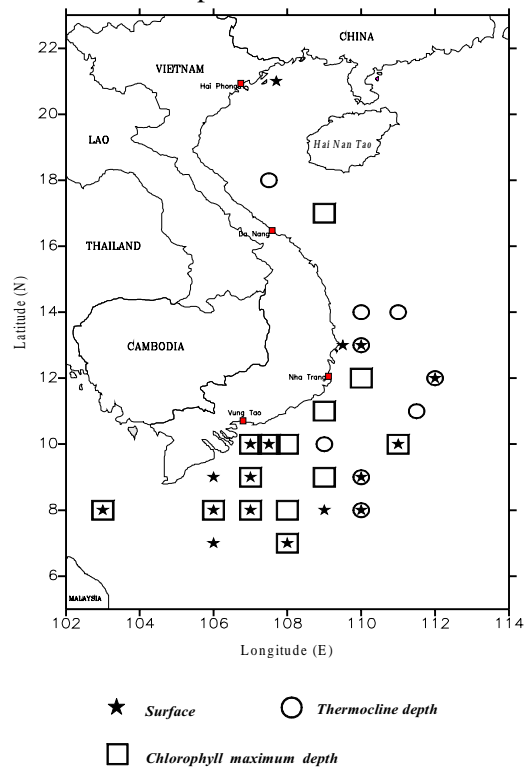 CHINA
22
VIETNAM
Hai Phong
20
LAO
Hai Nan Tao
18
Da Nang
16
THAILAND
14
CAMBODIA
Nha Trang
12
Vung Tao
10
8
6
MALAYSIA
102 104 106 108 110 112 114
Latitude (N)
Longitude (E)
Surface
Thermocline depth
Chlorophyll maximum depth